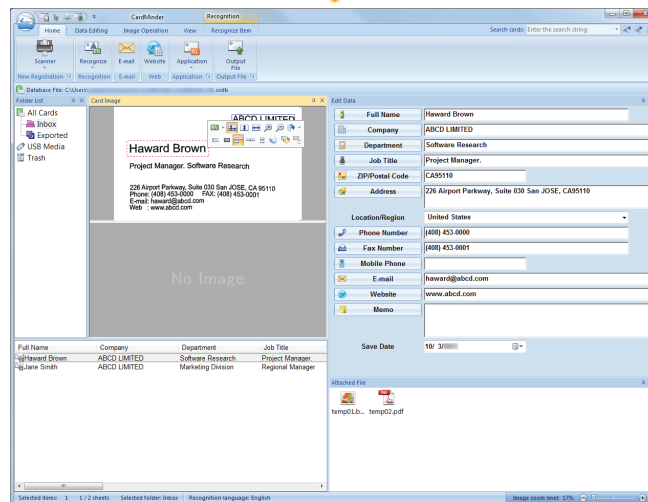 CardMinder
Recognition
Home Data Editing Image Operation View Recognize Item
Search cards: Enter the search string
Scanner
Recognize
E-mail
Website
Application
Output File
New Registration Recognition E-mail Web Application Output File
Database File: C:\Users\ .cxdb
Folder List
Card Image
Edit Data
All Cards
Inbox
Exported
USB Media
Trash
ABCD LIMITED
Haward Brown
Project Manager. Software Research
226 Airport Parkway, Suite 030 San JOSE, CA 95110
Phone: (408) 453-0000 FAX: (408) 453-0001
E-mail: haward@abcd.com
Web : www.abcd.com
No Image
Full Name Haward Brown
Company ABCD LIMITED
Department Software Research
Job Title Project Manager.
ZIP/Postal Code CA95110
Address 226 Airport Parkway, Suite 030 San JOSE, CA95110
Location/Region United States
Phone Number (408) 453-0000
Fax Number (408) 453-0001
Mobile Phone
E-mail haward@abcd.com
Website www.abcd.com
Memo
Save Date 10/ 3/
Full Name Company Department Job Title
Haward Brown ABCD LIMITED Software Research Project Manager.
Jane Smith ABCD LIMITED Marketing Division Regional Manager
Attached File
temp01.b... temp02.pdf
PDF
Selected items: 1 1 / 2 sheets Selected folder: Inbox Recognition language: English
Image zoom level: 17%